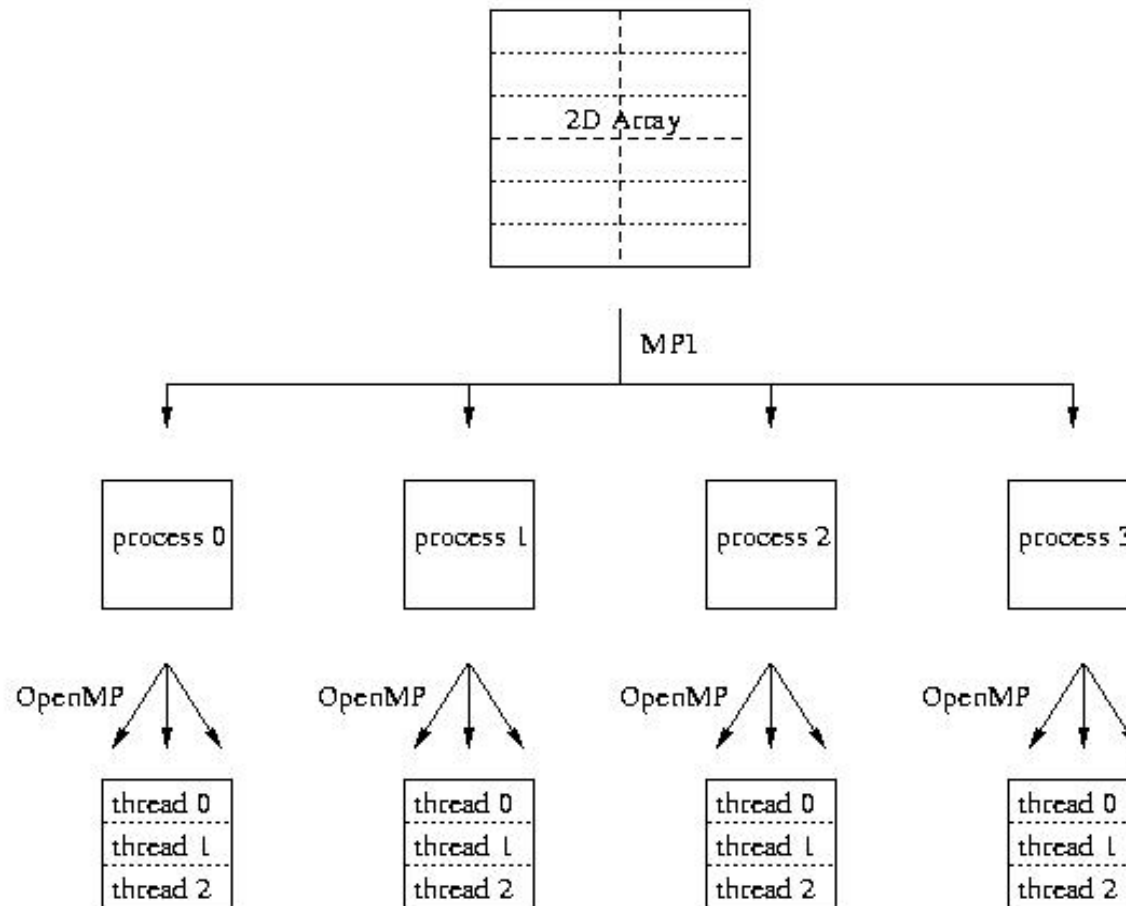 2D Array
MPI
process 0
process 1
process 2
process 3
OpenMP
OpenMP
OpenMP
OpenMP
thread 0
thread 1
thread 2
thread 0
thread 1
thread 2
thread 0
thread 1
thread 2
thread 0
thread 1
thread 2